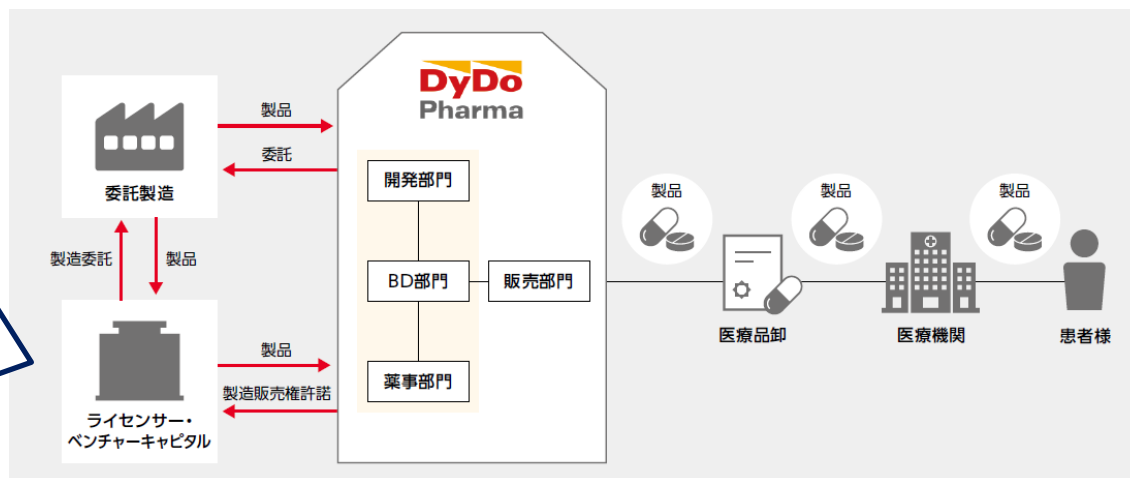 DyDo
Pharma
製品
委託
委託製造
製造委託
製品
製品
製造販売権許諾
ライセンサー・
ベンチャーキャピタル
開発部門
BD部門
販売部門
薬事部門
製品
製品
製品
医療品卸
医療機関
患者様